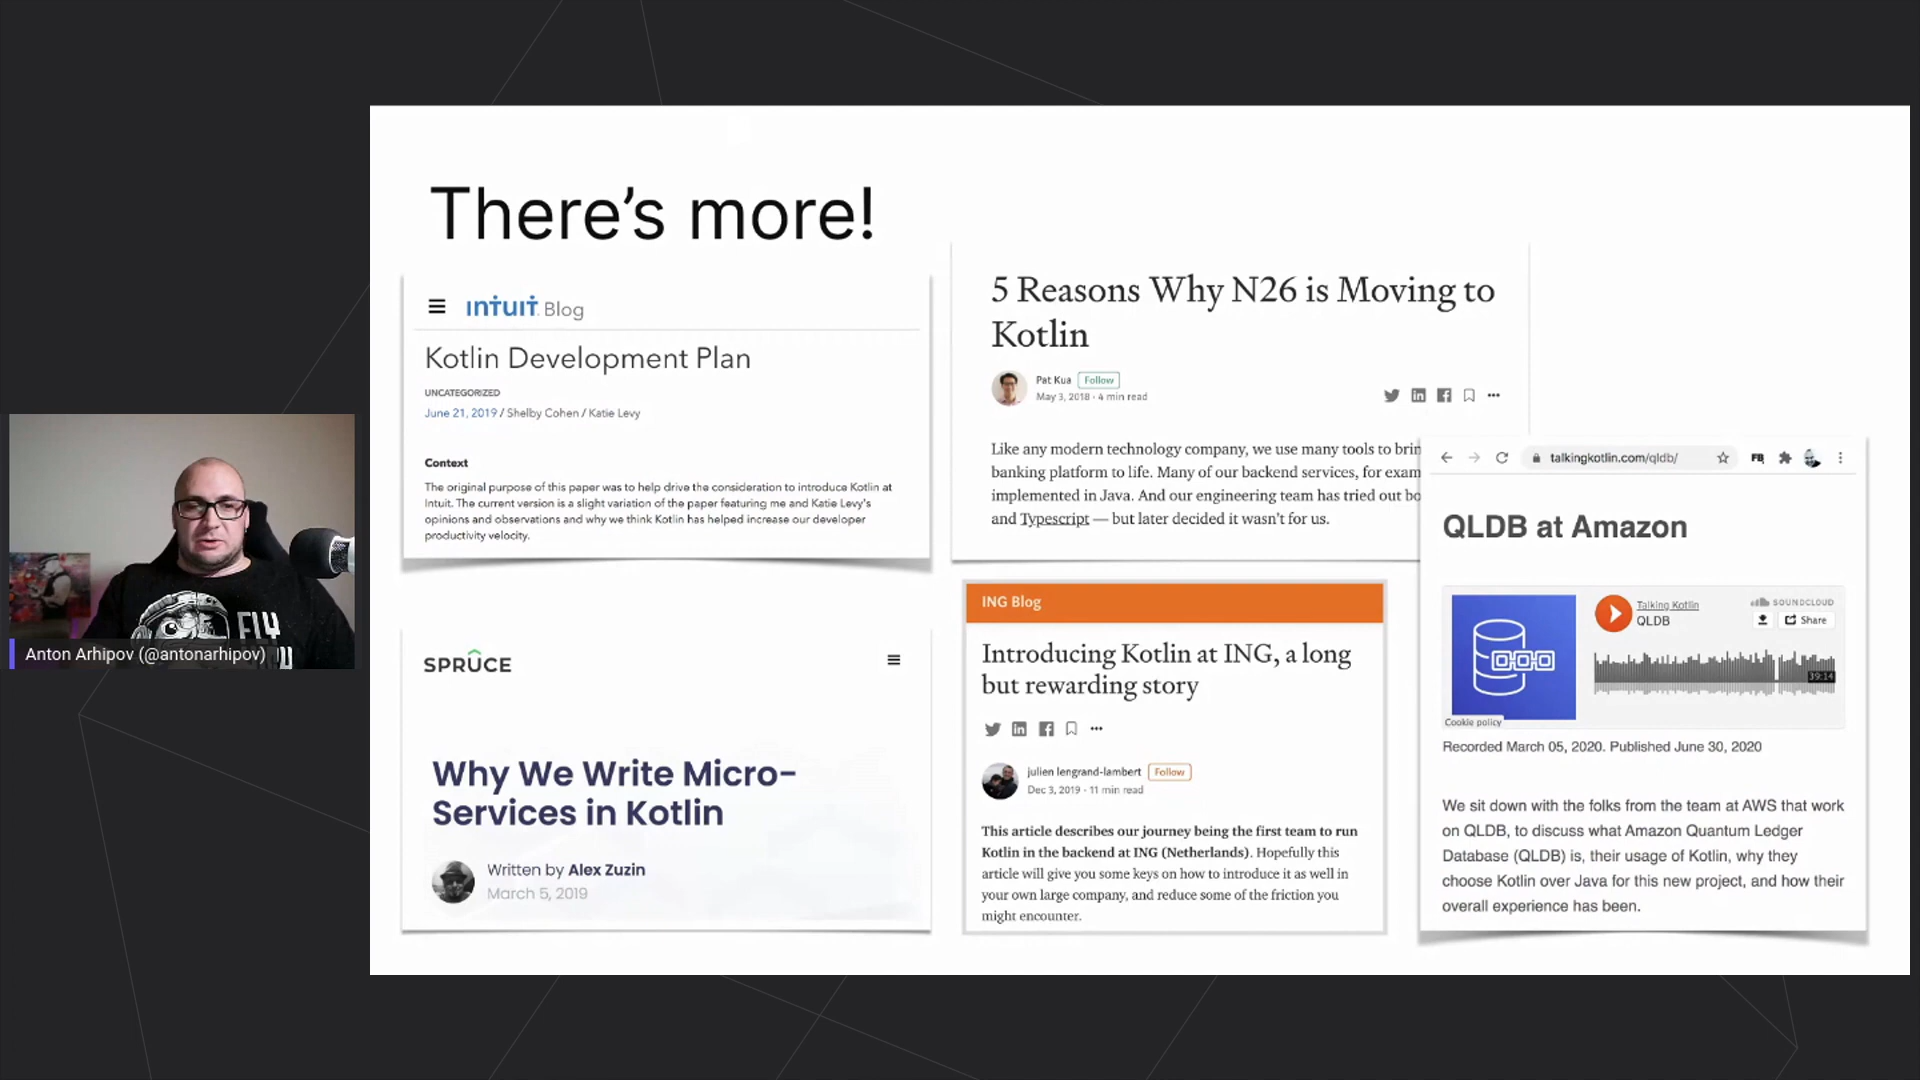 There’s more!
ıntuıt Blog
Kotlin Development Plan
UNCATEGORIZED
June 21, 2019 / Shelby Cohen / Katie Levy
Context
The original purpose of this paper was to help drive the consideration to introduce Kotlin at
Intuit. The current version is a slight variation of the paper featuring me and Katie Levy's
opinions and observations and why we think Kotlin has helped increase our developer
productivity velocity.
5 Reasons Why N26 is Moving to
Kotlin
Pat Kua Follow
May 3, 2018 · 4 min read
Like any modern technology company, we use many tools to brin
banking platform to life. Many of our backend services, for exam
implemented in Java. And our engineering team has tried out bo
and Typescript — but later decided it wasn’t for us.
talkingkotlin.com/qldb/
FB
QLDB at Amazon
Talking Kotlin
QLDB
SOUNDCLOUD
Share
39:14
Cookie policy
Recorded March 05, 2020. Published June 30, 2020
We sit down with the folks from the team at AWS that work
on QLDB, to discuss what Amazon Quantum Ledger
Database (QLDB) is, their usage of Kotlin, why they
choose Kotlin over Java for this new project, and how their
overall experience has been.
SPRUCE
Why We Write Micro-
Services in Kotlin
Written by Alex Zuzin
March 5, 2019
ING Blog
Introducing Kotlin at ING, a long
but rewarding story
julien lengrand-lambert Follow
Dec 3, 2019 · 11 min read
This article describes our journey being the first team to run
Kotlin in the backend at ING (Netherlands). Hopefully this
article will give you some keys on how to introduce it as well in
your own large company, and reduce some of the friction you
might encounter.
FLY
Anton Arhipov (@antonarhipov)